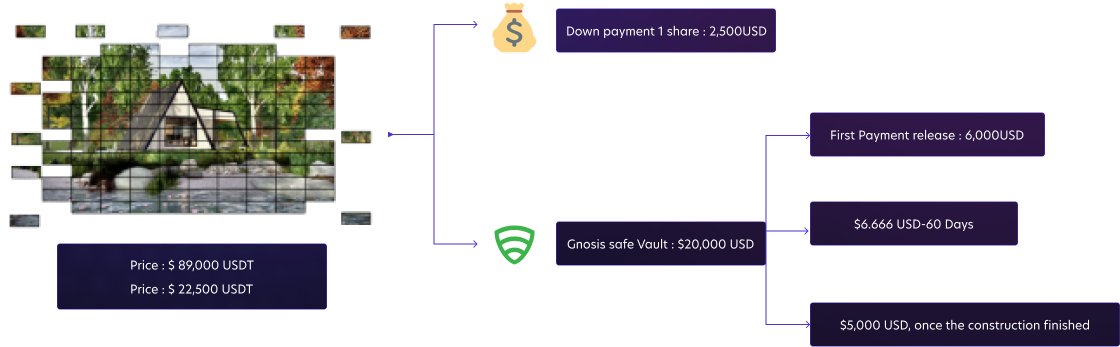 Down payment 1 share : 2,500USD
First Payment release : 6,000USD
$6.666 USD-60 Days
Gnosis safe Vault : $20,000 USD
Price : $ 89,000 USDT
Price : $ 22,500 USDT
$5,000 USD, once the construction finished